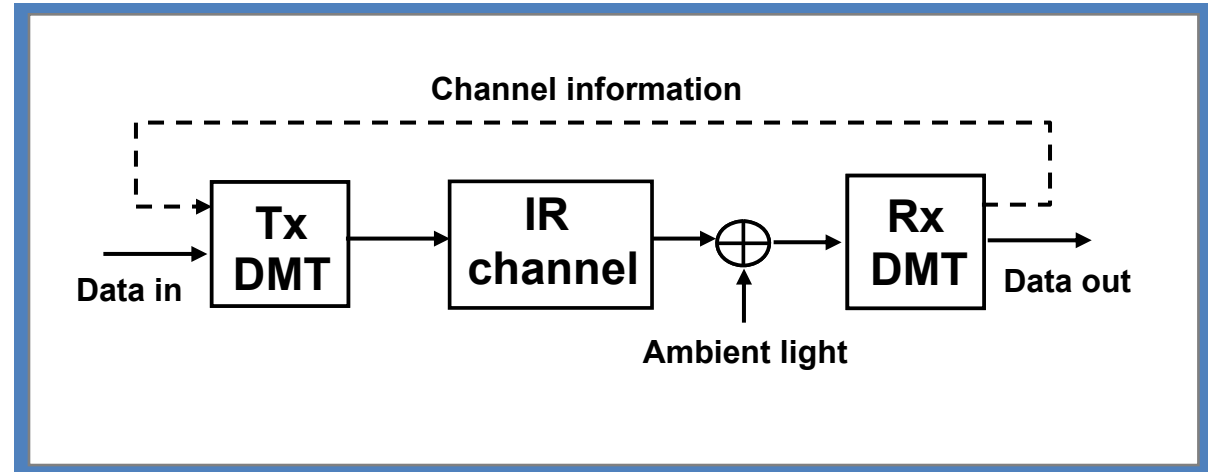 Channel information
Tx
DMT
IR
channel
Rx
DMT
Data in
Data out
Ambient light